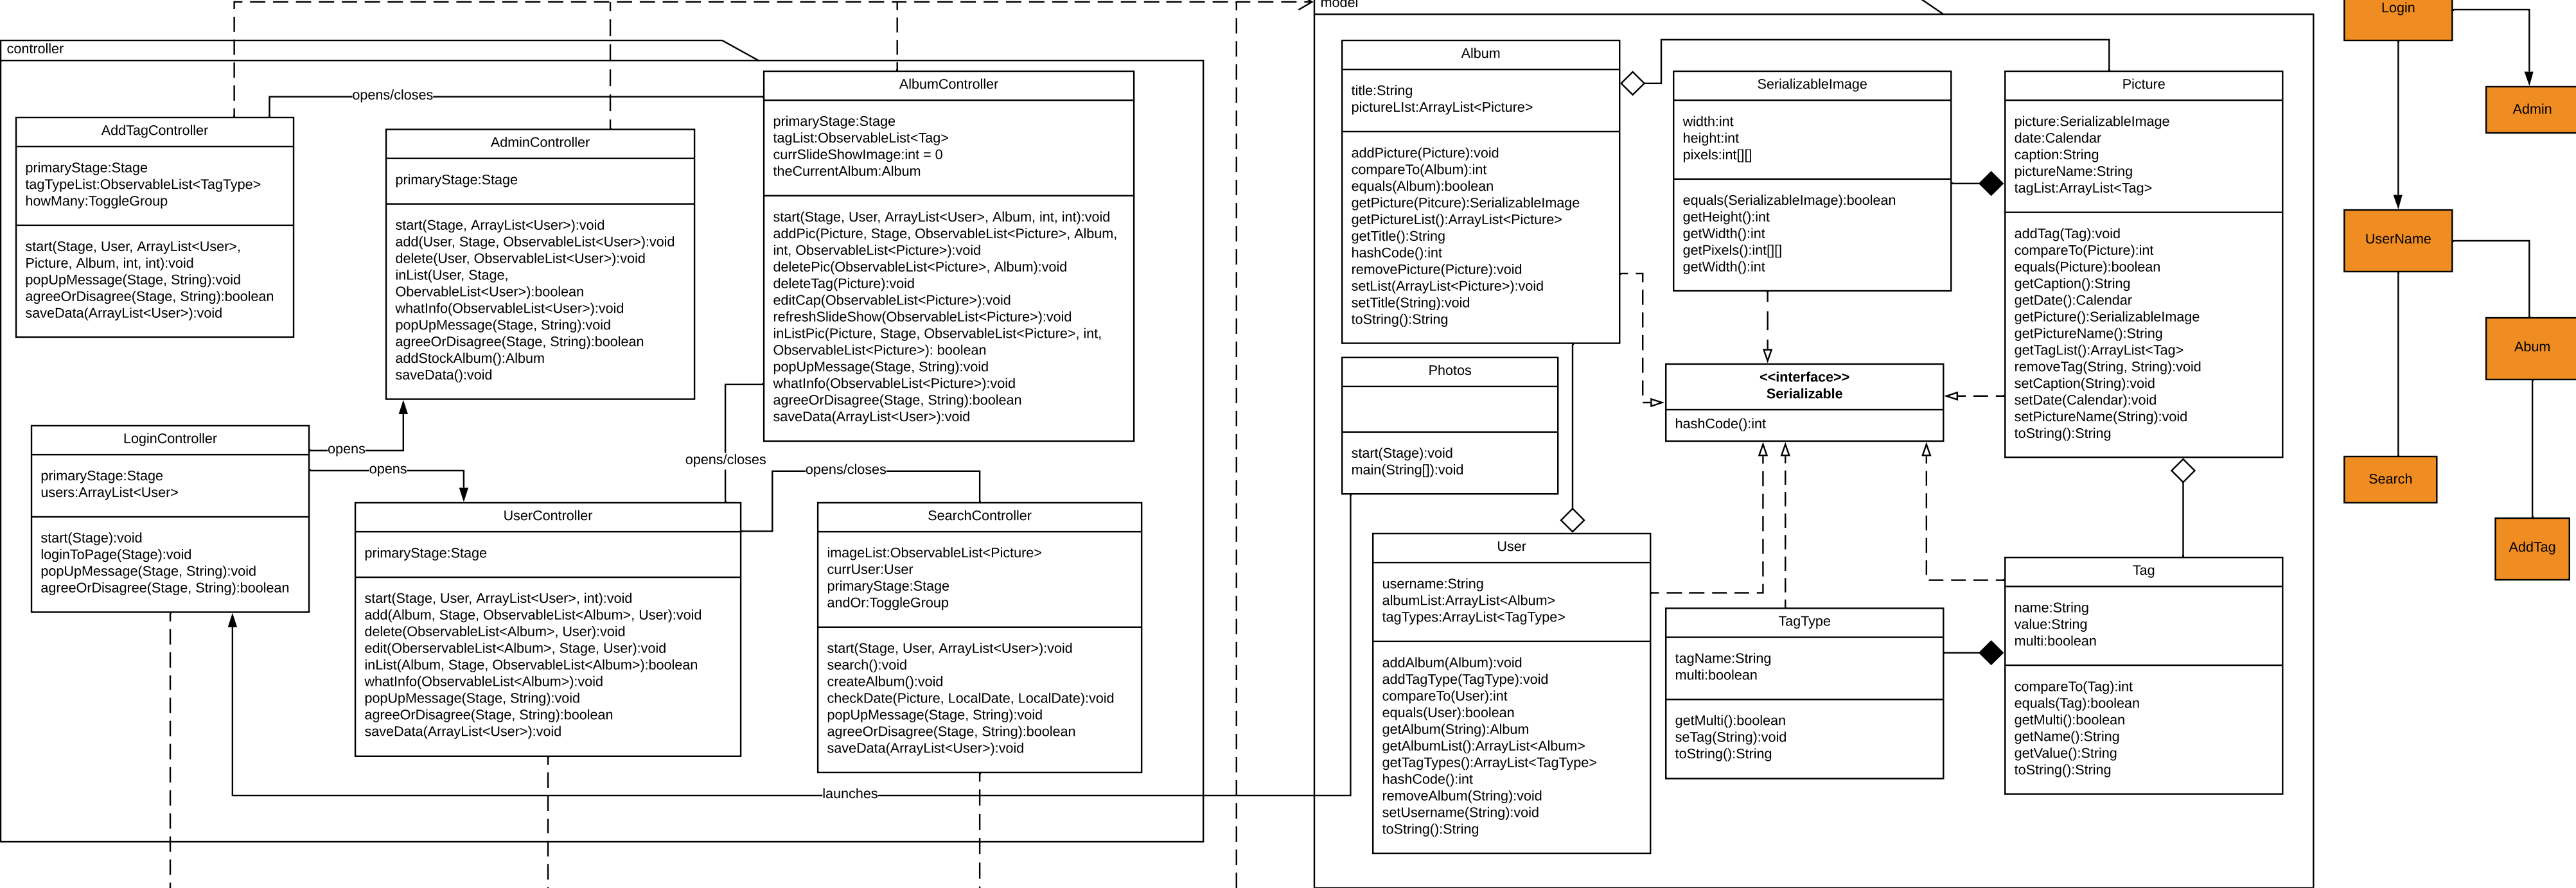 controller
AddTagController
primaryStage:Stage
tagTypeList:ObservableList<TagType>
howMany:ToggleGroup
start(Stage, User, ArrayList<User>,
Picture, Album, int, int):void
popUpMessage(Stage, String):void
agreeOrDisagree(Stage, String):boolean
saveData(ArrayList<User>):void
opens/closes
AdminController
primaryStage:Stage
start(Stage, ArrayList<User>):void
add(User, Stage, ObservableList<User>):void
delete(User, ObservableList<User>):void
inList(User, Stage,
ObervableList<User>):boolean
whatInfo(ObservableList<User>):void
popUpMessage(Stage, String):void
agreeOrDisagree(Stage, String):boolean
addStockAlbum():Album
saveData():void
AlbumController
primaryStage:Stage
tagList:ObservableList<Tag>
currSlideShowImage:int = 0
theCurrentAlbum:Album
start(Stage, User, ArrayList<User>, Album, int, int):void
addPic(Picture, Stage, ObservableList<Picture>, Album,
int, ObservableList<Picture>):void
deletePic(ObservableList<Picture>, Album):void
deleteTag(Picture):void
editCap(ObservableList<Picture>):void
refreshSlideShow(ObservableList<Picture>):void
inListPic(Picture, Stage, ObservableList<Picture>, int,
ObservableList<Picture>): boolean
popUpMessage(Stage, String):void
whatInfo(ObservableList<Picture>):void
agreeOrDisagree(Stage, String):boolean
saveData(ArrayList<User>):void
LoginController
primaryStage:Stage
users:ArrayList<User>
start(Stage):void
loginToPage(Stage):void
popUpMessage(Stage, String):void
agreeOrDisagree(Stage, String):boolean
opens
opens
opens/closes
opens/closes
UserController
primaryStage:Stage
start(Stage, User, ArrayList<User>, int):void
add(Album, Stage, ObservableList<Album>, User):void
delete(ObservableList<Album>, User):void
edit(OberservableList<Album>, Stage, User):void
inList(Album, Stage, ObservableList<Album>):boolean
whatInfo(ObservableList<Album>):void
popUpMessage(Stage, String):void
agreeOrDisagree(Stage, String):boolean
saveData(ArrayList<User>):void
SearchController
imageList:ObservableList<Picture>
currUser:User
primaryStage:Stage
andOr:ToggleGroup
start(Stage, User, ArrayList<User>):void
search():void
createAlbum():void
checkDate(Picture, LocalDate, LocalDate):void
popUpMessage(Stage, String):void
agreeOrDisagree(Stage, String):boolean
saveData(ArrayList<User>):void
launches
model
Album
title:String
pictureLIst:ArrayList<Picture>
addPicture(Picture):void
compareTo(Album):int
equals(Album):boolean
getPicture(Pitcure):SerializableImage
getPictureList():ArrayList<Picture>
getTitle():String
hashCode():int
removePicture(Picture):void
setList(ArrayList<Picture>):void
setTitle(String):void
toString():String
SerializableImage
width:int
height:int
pixels:int[][]
equals(SerializableImage):boolean
getHeight():int
getWidth():int
getPixels():int[][]
getWidth():int
Picture
picture:SerializableImage
date:Calendar
caption:String
pictureName:String
tagList:ArrayList<Tag>
addTag(Tag):void
compareTo(Picture):int
equals(Picture):boolean
getCaption():String
getDate():Calendar
getPicture():SerializableImage
getPictureName():String
getTagList():ArrayList<Tag>
removeTag(String, String):void
setCaption(String):void
setDate(Calendar):void
setPictureName(String):void
toString():String
Photos
start(Stage):void
main(String[]):void
<<interface>>
Serializable
hashCode():int
User
username:String
albumList:ArrayList<Album>
tagTypes:ArrayList<TagType>
addAlbum(Album):void
addTagType(TagType):void
compareTo(User):int
equals(User):boolean
getAlbum(String):Album
getAlbumList():ArrayList<Album>
getTagTypes():ArrayList<TagType>
hashCode():int
removeAlbum(String):void
setUsername(String):void
toString():String
TagType
tagName:String
multi:boolean
getMulti():boolean
seTag(String):void
toString():String
Tag
name:String
value:String
multi:boolean
compareTo(Tag):int
equals(Tag):boolean
getMulti():boolean
getName():String
getValue():String
toString():String
Login
Admin
UserName
Abum
Search
AddTag